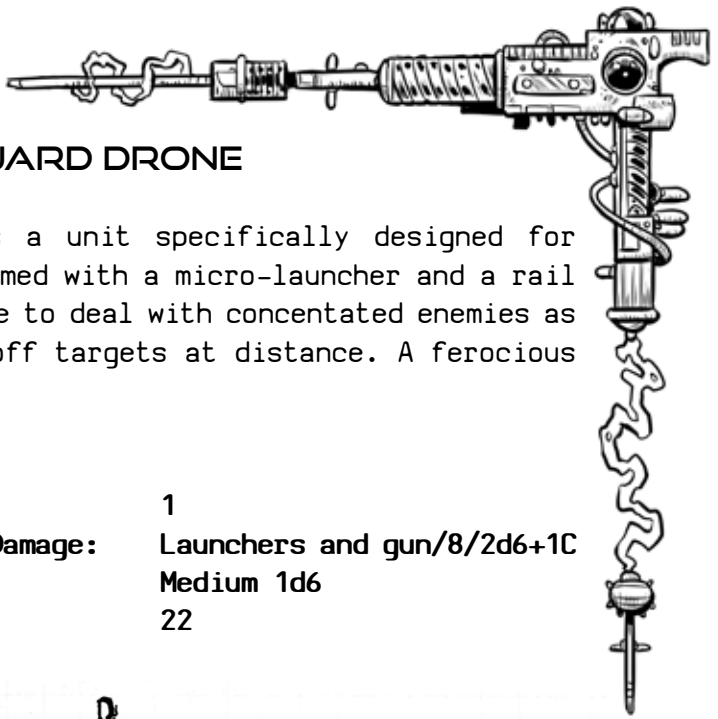 UARD DRONE
a unit specifically designed for
med with a micro-launcher and a rail
e to deal with concentated enemies as
off targets at distance. A ferocious
1
Damage: Launchers and gun/8/2d6+1C
Medium 1d6
22